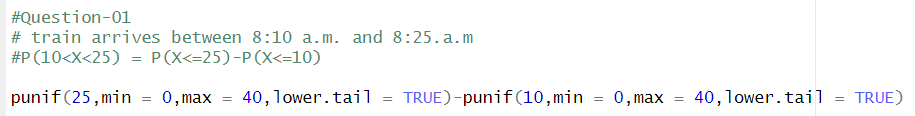 #Question-01
# train arrives between 8:10 a.m. and 8:25.a.m
#P(10<X<25) = P(X<=25)-P(X<=10)
punif(25,min = 0,max = 40,lower.tail = TRUE)-punif(10,min = 0,max = 40,lower.tail = TRUE)